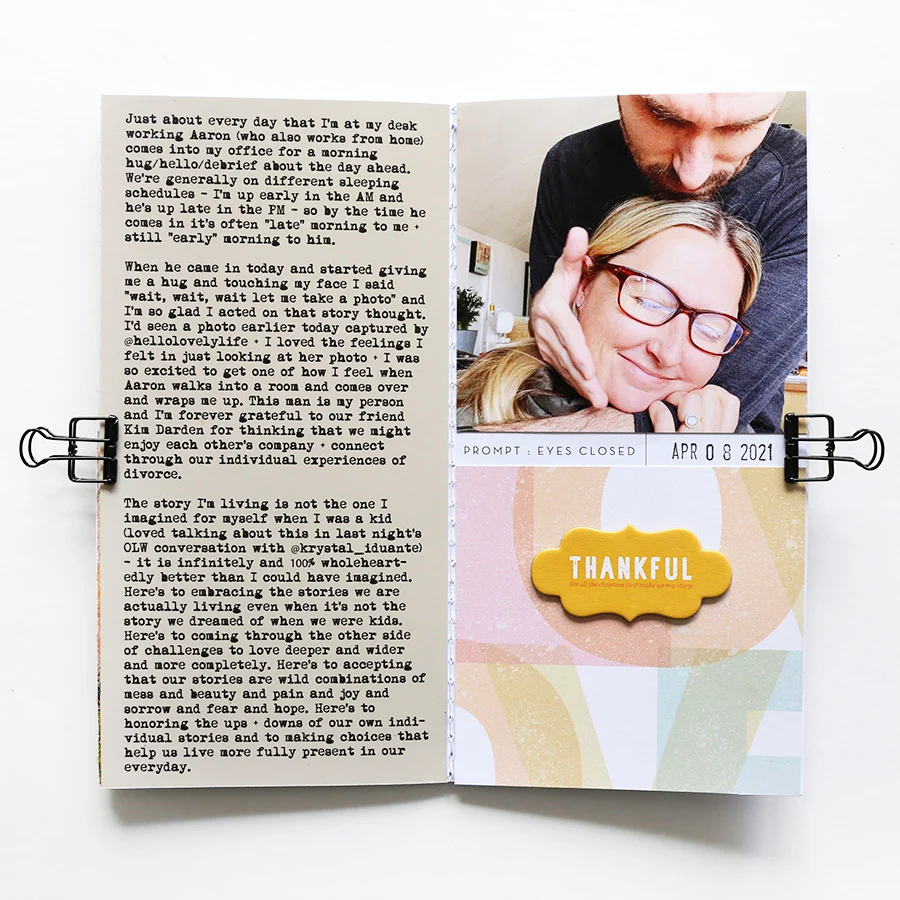 Just about every day that I'm at my desk
working Aaron (who also works from home)
comes into my office for a morning
hug/hello/debrief about the day ahead.
We're generally on different sleeping
schedules - I'm up early in the AM and
he's up late in the PM - so by the time he
comes in it's often "late" morning to me +
still "early" morning to him.
When he came in today and started giving
me a hug and touching my face I said
"wait, wait, wait let me take a photo" and
I'm so glad I acted on that story thought.
I'd seen a photo earlier today captured by
@hellolovelylife + I loved the feelings I
felt in just looking at her photo + I was
so excited to get one of how I feel when
Aaron walks into a room and comes over
and wraps me up. This man is my person
and I'm forever grateful to our friend
Kim Darden for thinking that we might
enjoy each other's company + connect
through our individual experiences of
divorce.
The story I'm living is not the one I
imagined for myself when I was a kid
(loved talking about this in last night's
OLW conversation with @krystal_iduante)
- it is infinitely and 100% wholeheart-
edly better than I could have imagined.
Here's to embracing the stories we are
actually living even when it's not the
story we dreamed of when we were kids.
Here's to coming through the other side
of challenges to love deeper and wider
and more completely. Here's to accepting
that our stories are wild combinations of
mess and beauty and pain and joy and
sorrow and fear and hope. Here's to
honoring the ups + downs of our own indi-
vidual stories and to making choices that
help us live more fully present in our
everyday.
PROMPT : EYES CLOSED
APR 0 8 2021
THANKFUL
for all the chapters that make up my story.